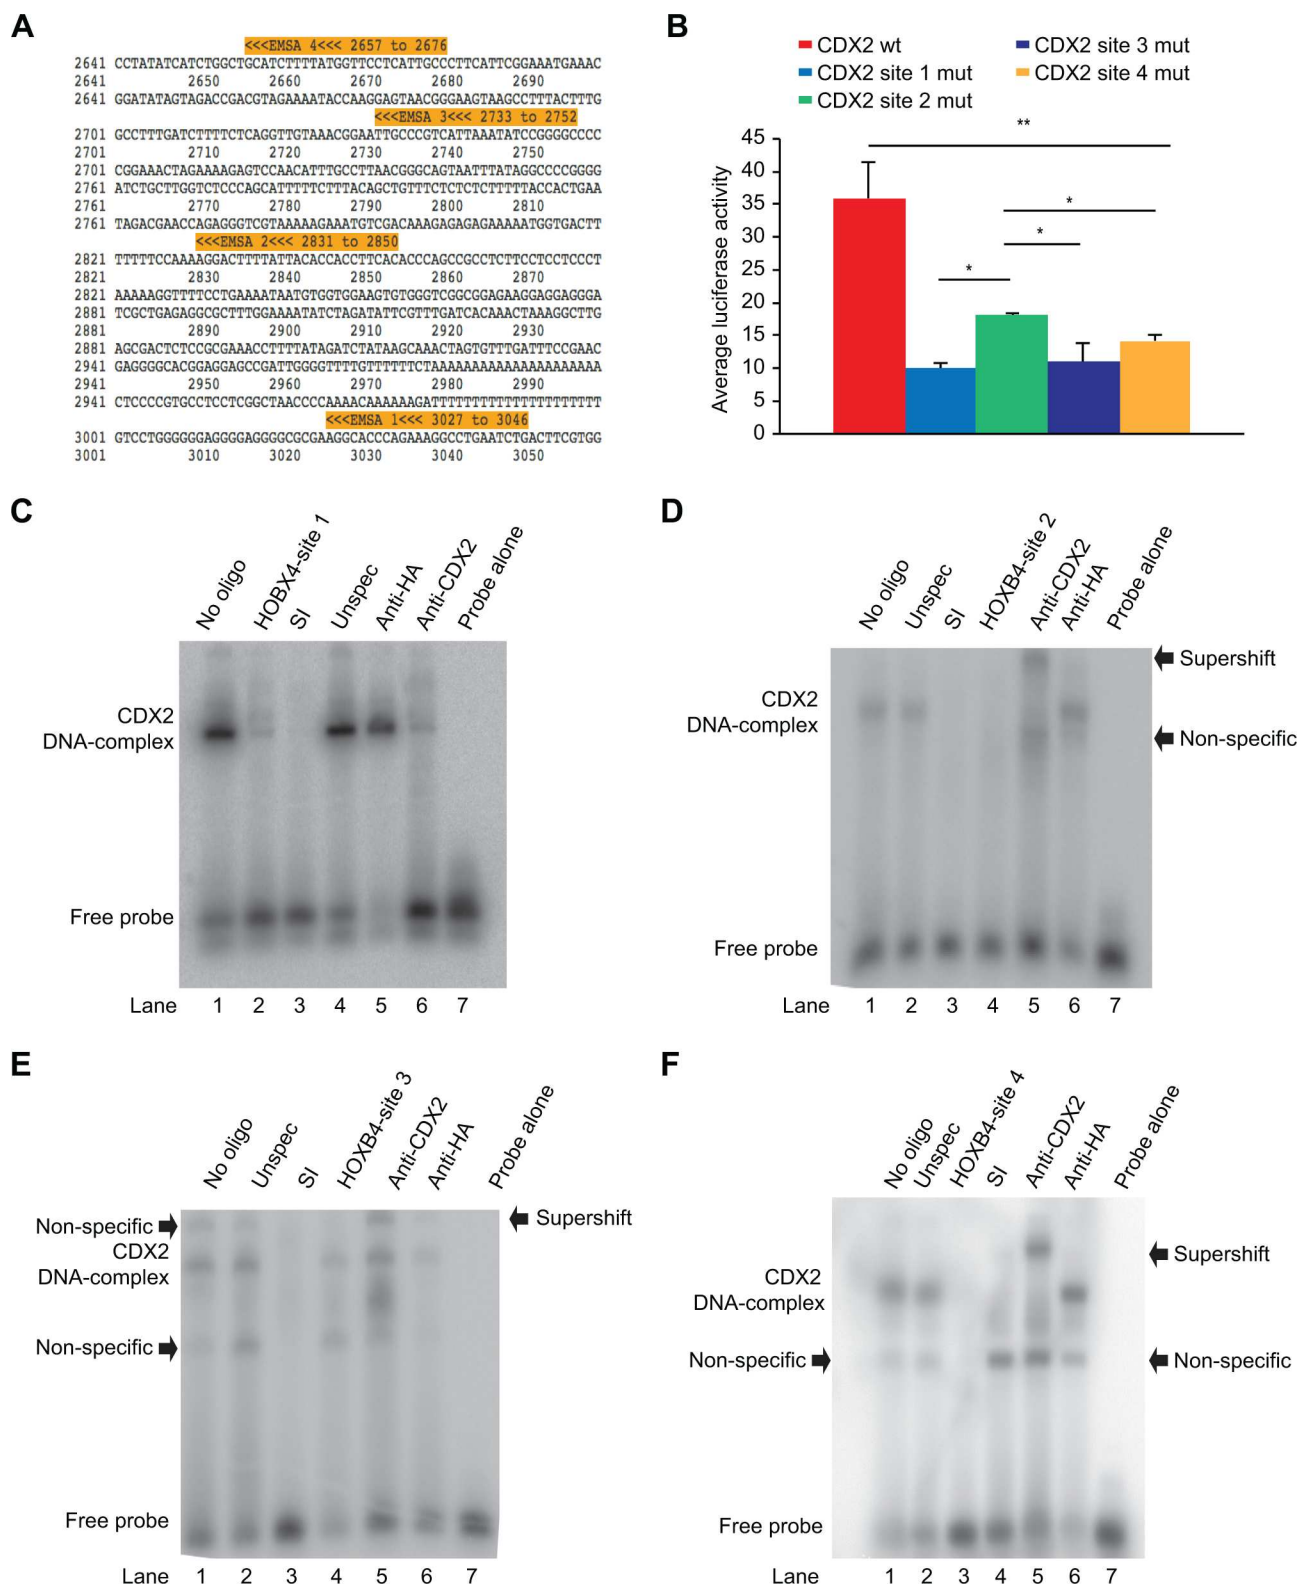 A
<<<EMSA 4<<< 2657 to 2676
2641 CCTATATCATCTGGCTGCATCTTTTATGGTTCCTCATTGCCCTTCATTCGGAAATGAAAC
2641 2650 2660 2670 2680 2690
2641 GGATATAGTAGACCGACGTAGAAAATACCAAGGAGTAACGGGAAGTAAGCCTTTACTTTG
<<<EMSA 3<<< 2733 to 2752
2701 GCCTTTGATCTTTTCTCAGGTTGTAAACGGAATTGCCCGTCATTAAATATCCGGGGCCCC
2701 2710 2720 2730 2740 2750
2701 CGGAAACTAGAAAAGAGTCCAACATTTGCCTTAACGGGCAGTAATTTATAGGCCCCGGGG
2761 ATCTGCTTGGTCTCCCAGCATTTTTCTTTACAGCTGTTTCTCTCTCTTTTTACCACTGAA
2761 2770 2780 2790 2800 2810
2761 TAGACGAACCAGAGGGTCGTAAAAAGAAATGTCGACAAAGAGAGAGAAAAATGGTGACTT
<<<EMSA 2<<< 2831 to 2850
2821 TTTTTCCAAAAGGACTTTTATTACACCACCTTCACACCCAGCCGCCTCTTCCTCCTCCCT
2821 2830 2840 2850 2860 2870
2821 AAAAAGGTTTTCCTGAAAATAATGTGGTGGAAGTGTGGGTCGGCGGAGAAGGAGGAGGGA
2881 TCGCTGAGAGGCGCTTTGGAAAATATCTAGATATTCGTTTGATCACAAACTAAAGGCTTG
2881 2890 2900 2910 2920 2930
2881 AGCGACTCTCCGCGAAACCTTTTATAGATCTATAAGCAAACTAGTGTTTGATTTCCGAAC
2941 GAGGGGCACGGAGGAGCCGATTGGGGTTTTGTTTTTTCTAAAAAAAAAAAAAAAAAAAAA
2941 2950 2960 2970 2980 2990
2941 CTCCCCGTGCCTCCTCGGCTAACCCCAAAACAAAAAAGATTTTTTTTTTTTTTTTTTTTT
<<<EMSA 1<<< 3027 to 3046
3001 GTCCTGGGGGGAGGGGAGGGGCGCGAAGGCACCCAGAAAGGCCTGAATCTGACTTCGTGG
3001 3010 3020 3030 3040 3050
B
CDX2 wt
CDX2 site 1 mut
CDX2 site 2 mut
CDX2 site 3 mut
CDX2 site 4 mut
Average luciferase activity
45
40
35
30
25
20
15
10
5
0
**
*
*
*
C
No oligo
HOBX4-site 1
SI
Unspec
Anti-HA
Anti-CDX2
Probe alone
CDX2
DNA-complex
Free probe
Lane 1 2 3 4 5 6 7
D
No oligo
Unspec
SI
HOXB4-site 2
Anti-CDX2
Anti-HA
Probe alone
Supershift
CDX2
DNA-complex
Non-specific
Free probe
Lane 1 2 3 4 5 6 7
E
No oligo
Unspec
SI
HOXB4-site 3
Anti-CDX2
Anti-HA
Probe alone
Non-specific
Supershift
CDX2
DNA-complex
Non-specific
Free probe
Lane 1 2 3 4 5 6 7
F
No oligo
Unspec
HOXB4-site 4
SI
Anti-CDX2
Anti-HA
Probe alone
Supershift
CDX2
DNA-complex
Non-specific
Non-specific
Free probe
Lane 1 2 3 4 5 6 7